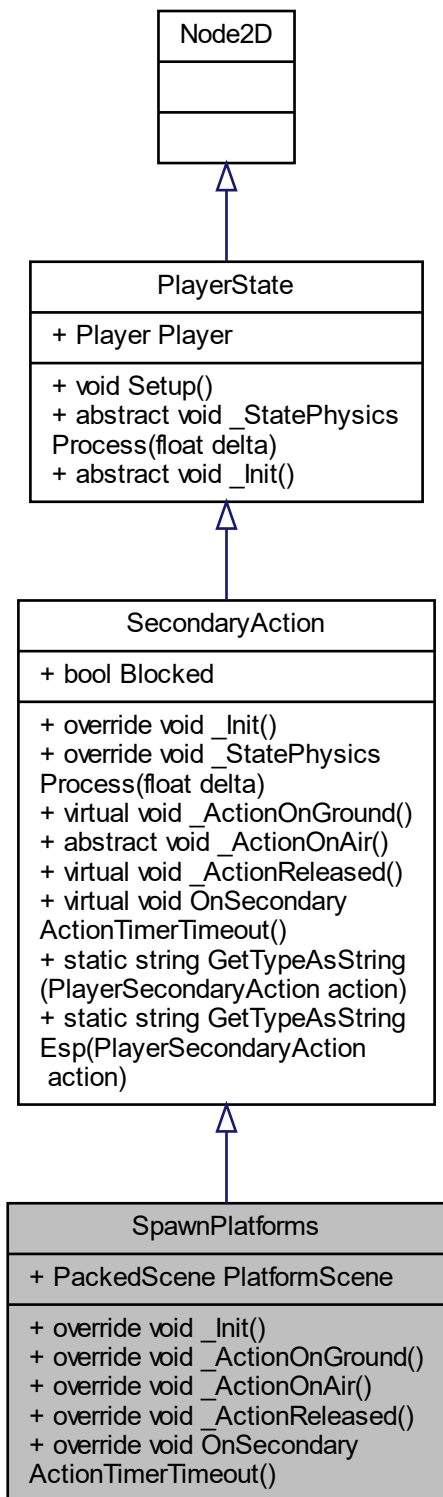 Node2D
PlayerState
+ Player Player
+ void Setup()
+ abstract void _StatePhysics
Process(float delta)
+ abstract void _Init()
SecondaryAction
+ bool Blocked
+ override void _Init()
+ override void _StatePhysics
Process(float delta)
+ virtual void _ActionOnGround()
+ abstract void _ActionOnAir()
+ virtual void _ActionReleased()
+ virtual void OnSecondary
ActionTimerTimeout()
+ static string GetTypeAsString
(PlayerSecondaryAction action)
+ static string GetTypeAsString
Esp(PlayerSecondaryAction
 action)
SpawnPlatforms
+ PackedScene PlatformScene
+ override void _Init()
+ override void _ActionOnGround()
+ override void _ActionOnAir()
+ override void _ActionReleased()
+ override void OnSecondary
ActionTimerTimeout()